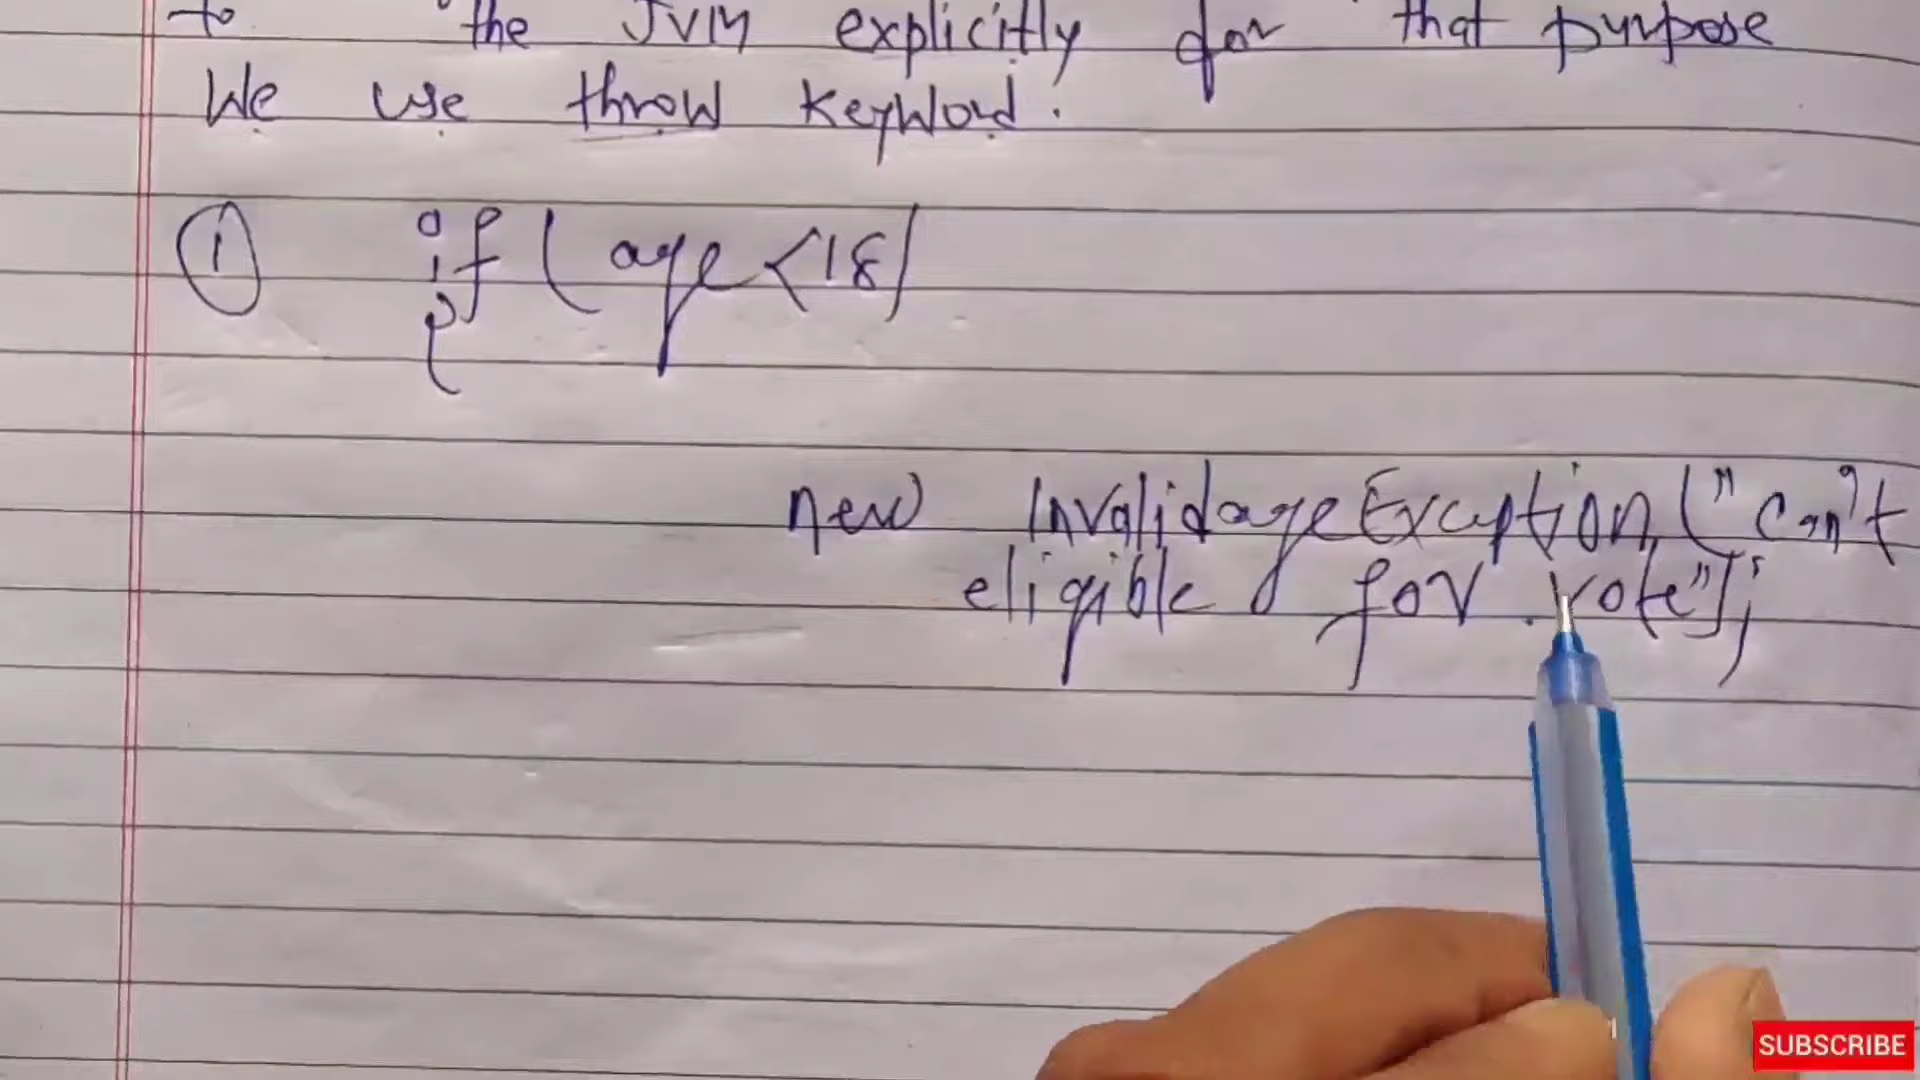 to the JVM explicitly for that purpose
We use throw keyword.
① if (age<18)
{
new InvalidageException("Can't
eligible for vote");
SUBSCRIBE